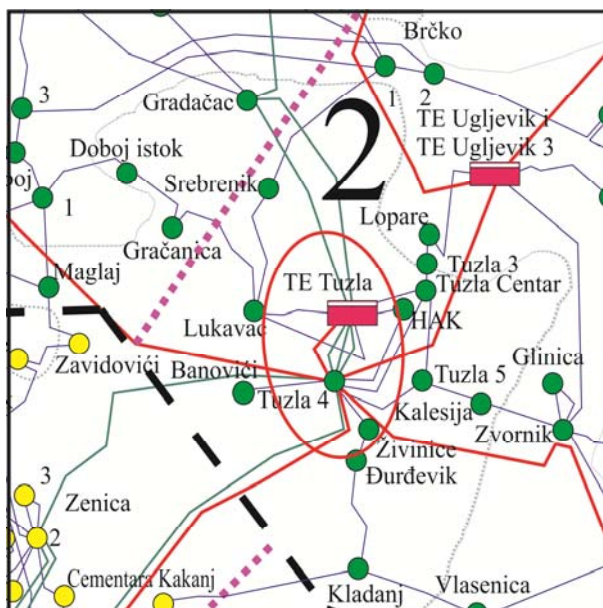 Brčko
3
Gradačac
1
2
2
TE Ugljevik i
TE Ugljevik 3
Doboj istok
oj
Srebrenik
1
Lopare
Gračanica
Tuzla 3
Maglaj
TE Tuzla
Tuzla Centar
Lukavac
HAK
Zavidovići
Banovići
Glinica
Tuzla 4
Tuzla 5
Kalesija
Zvornik
Živinice
Đurđevik
3
Zenica
2
Cementara Kakanj
Kladanj
Vlasenica